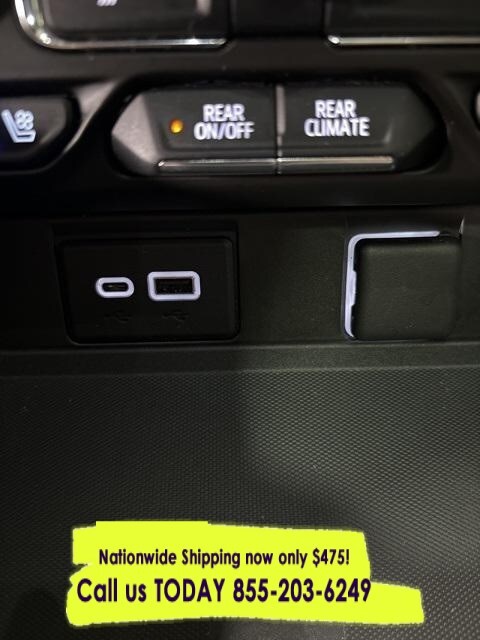 REAR
ON/OFF
REAR
CLIMATE
Nationwide Shipping now only $475!
Call us TODAY 855-203-6249